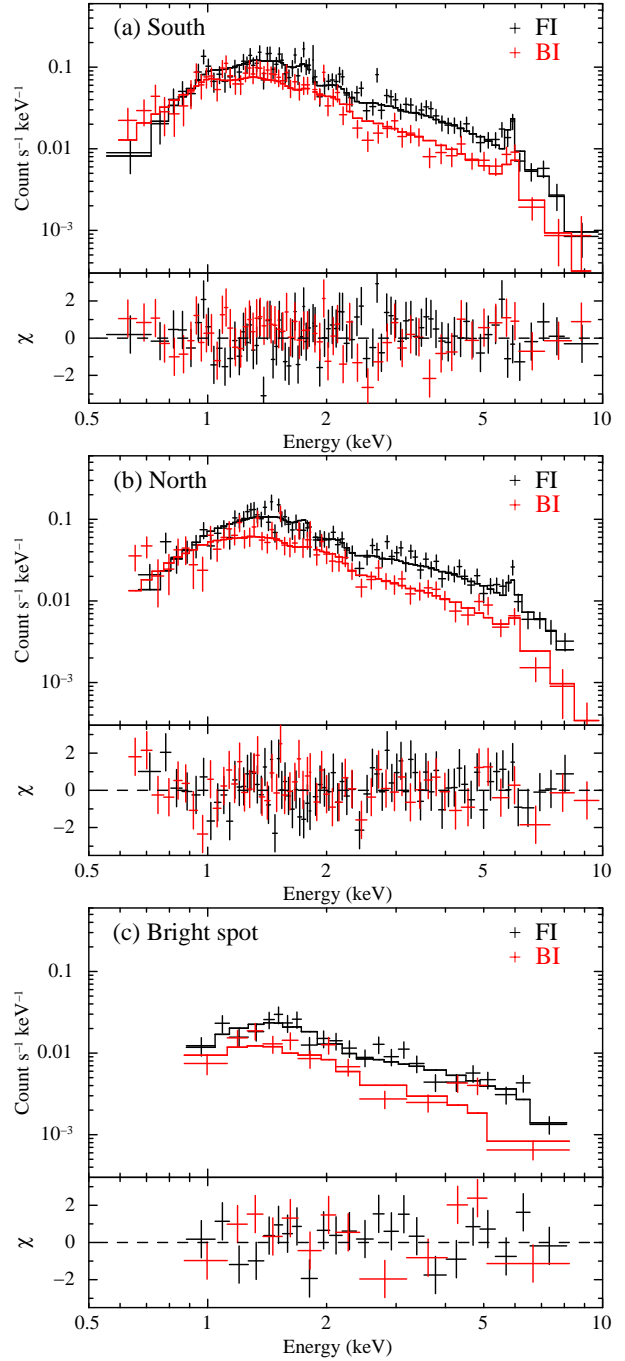 (a) South
FI
BI
0.1
0.01
10⁻³
Count s⁻¹ keV⁻¹
2
0
−2
χ
0.5
1
2
5
10
Energy (keV)
(b) North
FI
BI
0.1
0.01
10⁻³
Count s⁻¹ keV⁻¹
2
0
−2
χ
0.5
1
2
5
10
Energy (keV)
(c) Bright spot
FI
BI
0.1
0.01
10⁻³
Count s⁻¹ keV⁻¹
2
0
−2
χ
0.5
1
2
5
10
Energy (keV)